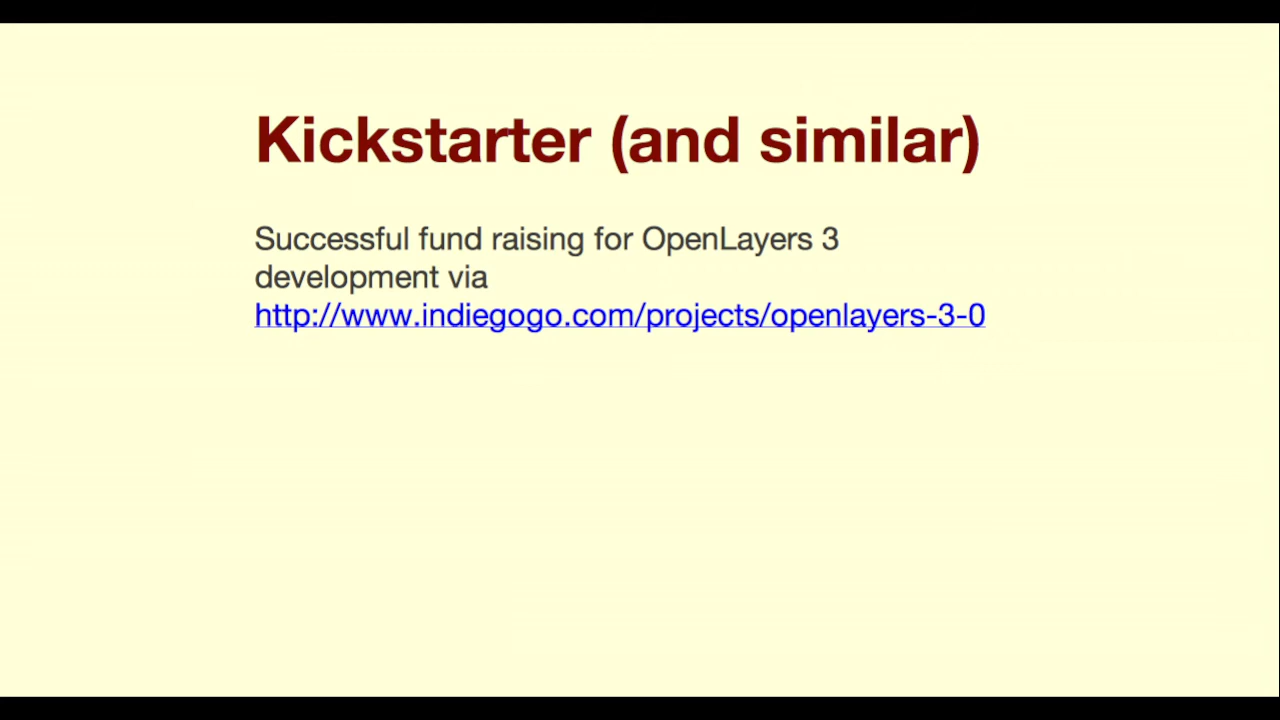 Kickstarter (and similar)
Successful fund raising for OpenLayers 3
development via
http://www.indiegogo.com/projects/openlayers-3-0